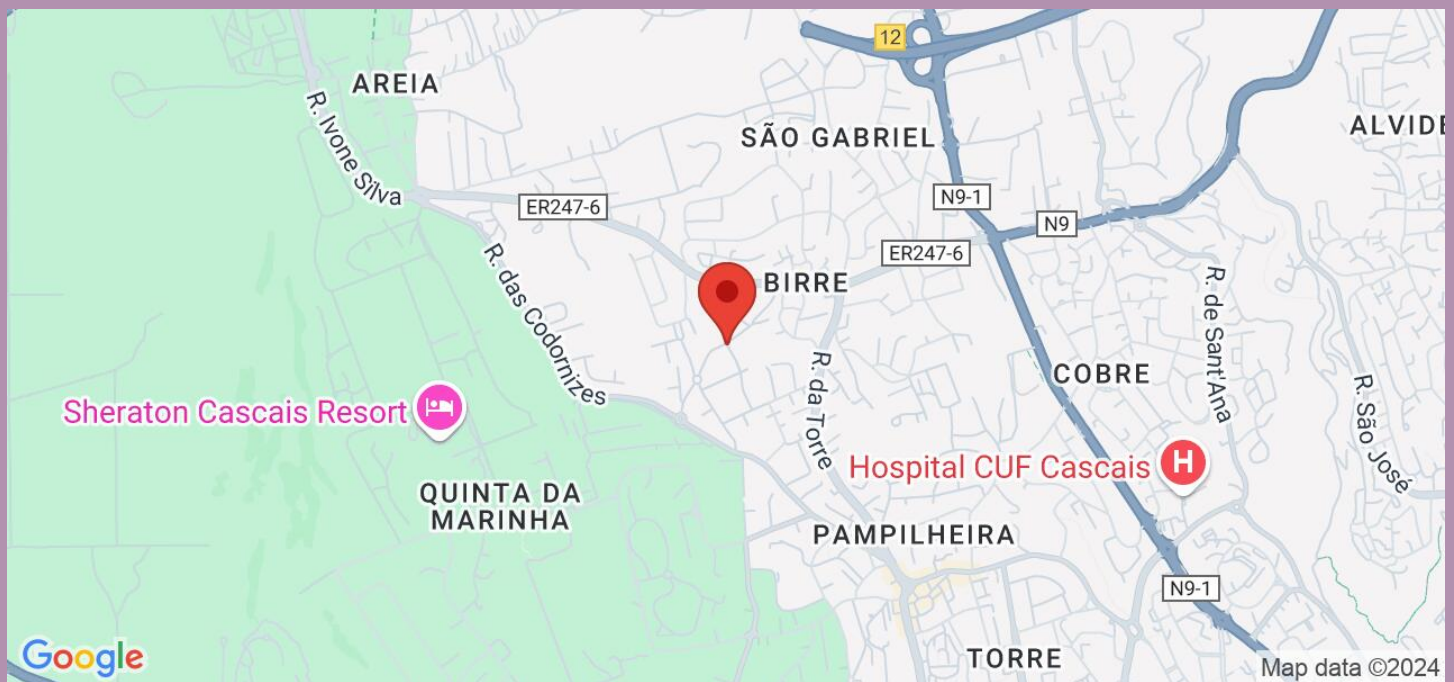 12
AREIA
ALVIDE
SÃO GABRIEL
R. Ivone Silva
ER247-6
N9-1
N9
ER247-6
BIRRE
R. das Codornizes
R. de Sant'Ana
COBRE
R. da Torre
R. São José
Sheraton Cascais Resort
Hospital CUF Cascais
H
QUINTA DA
MARINHA
PAMPILHEIRA
N9-1
TORRE
Google
Map data ©2024